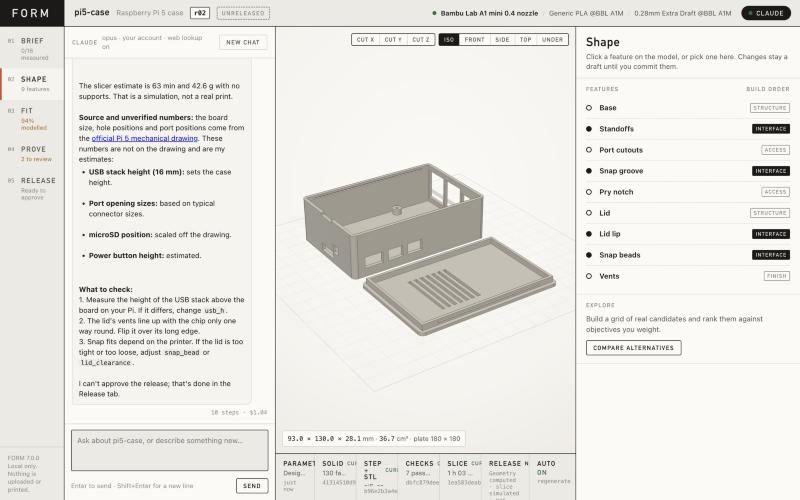 FORM
pi5-case Raspberry Pi 5 case r02 UNRELEASED
Bambu Lab A1 mini 0.4 nozzle / Generic PLA @BBL A1M / 0.28mm Extra Draft @BBL A1M
CLAUDE
01 BRIEF
0/16 measured
02 SHAPE
9 features
03 FIT
94% modelled
04 PROVE
2 to review
05 RELEASE
Ready to approve
FORM 7.0.0
Local only.
Nothing is
uploaded or
printed.
CLAUDE opus · your account · web lookup on
NEW CHAT
The slicer estimate is 63 min and 42.6 g with no
supports. That is a simulation, not a real print.
Source and unverified numbers: the board
size, hole positions and port positions come from
the official Pi 5 mechanical drawing. These
numbers are not on the drawing and are my
estimates:
• USB stack height (16 mm): sets the case
height.
• Port opening sizes: based on typical
connector sizes.
• microSD position: scaled off the drawing.
• Power button height: estimated.
What to check:
1. Measure the height of the USB stack above the
board on your Pi. If it differs, change usb_h.
2. The lid's vents line up with the chip only one
way round. Flip it over its long edge.
3. Snap fits depend on the printer. If the lid is too
tight or too loose, adjust snap_bead or
lid_clearance.
I can't approve the release; that's done in the
Release tab.
10 steps · $1.04
Ask about pi5-case, or describe something new...
Enter to send · Shift+Enter for a new line
SEND
CUT X CUT Y CUT Z
ISO FRONT SIDE TOP UNDER
93.0 × 130.0 × 28.1 mm · 36.7 cm³ · plate 180 × 180
PARAMET
Desig...
just now
SOLID CUR
130 fa...
41314510d9
STEP + STL CURR
b96e2b3a4e
CHECKS C
7 pass...
dbfc879dee
SLICE CUR
1h 03 ...
1ea583deab
RELEASE N
Geometry
computed
· slice
simulated
AUTO
ON
regenerate
Shape
Click a feature on the model, or pick one here. Changes stay a
draft until you commit them.
FEATURES BUILD ORDER
Base STRUCTURE
Standoffs INTERFACE
Port cutouts ACCESS
Snap groove INTERFACE
Pry notch ACCESS
Lid STRUCTURE
Lid lip INTERFACE
Snap beads INTERFACE
Vents FINISH
EXPLORE
Build a grid of real candidates and rank them against
objectives you weight.
COMPARE ALTERNATIVES